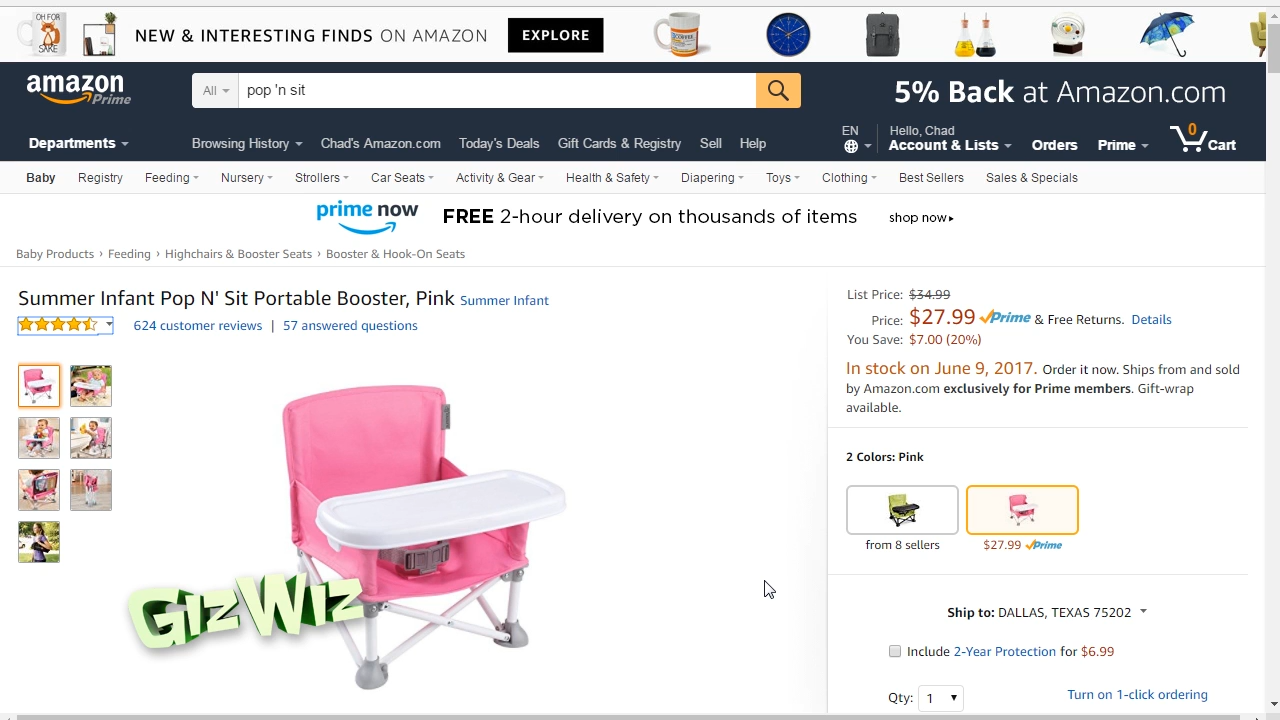 OH FOR
SAKE
NEW & INTERESTING FINDS ON AMAZON
EXPLORE
amazon
Prime
All
pop 'n sit
5% Back at Amazon.com
Departments
Browsing History
Chad's Amazon.com
Today's Deals
Gift Cards & Registry
Sell
Help
EN
Hello, Chad
Account & Lists
Orders
Prime
0
Cart
Baby
Registry
Feeding
Nursery
Strollers
Car Seats
Activity & Gear
Health & Safety
Diapering
Toys
Clothing
Best Sellers
Sales & Specials
prime now
FREE 2-hour delivery on thousands of items
shop now
Baby Products › Feeding › Highchairs & Booster Seats › Booster & Hook-On Seats
Summer Infant Pop N' Sit Portable Booster, Pink Summer Infant
624 customer reviews | 57 answered questions
GizWiz
List Price: $34.99
Price: $27.99 Prime & Free Returns. Details
You Save: $7.00 (20%)
In stock on June 9, 2017. Order it now. Ships from and sold
by Amazon.com exclusively for Prime members. Gift-wrap
available.
2 Colors: Pink
from 8 sellers
$27.99 Prime
Ship to: DALLAS, TEXAS 75202
Include 2-Year Protection for $6.99
Qty: 1
Turn on 1-click ordering